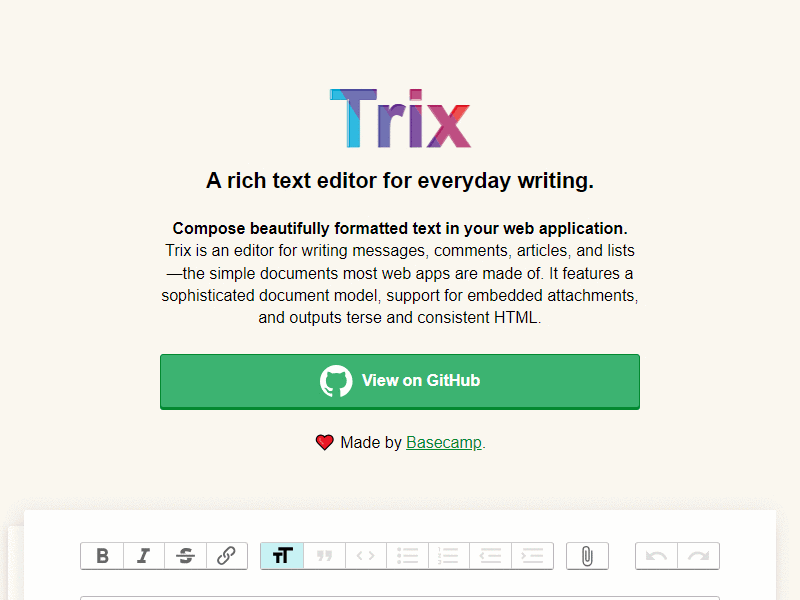 Trix
A rich text editor for everyday writing.
Compose beautifully formatted text in your web application.
Trix is an editor for writing messages, comments, articles, and lists
—the simple documents most web apps are made of. It features a
sophisticated document model, support for embedded attachments,
and outputs terse and consistent HTML.
View on GitHub
Made by Basecamp.